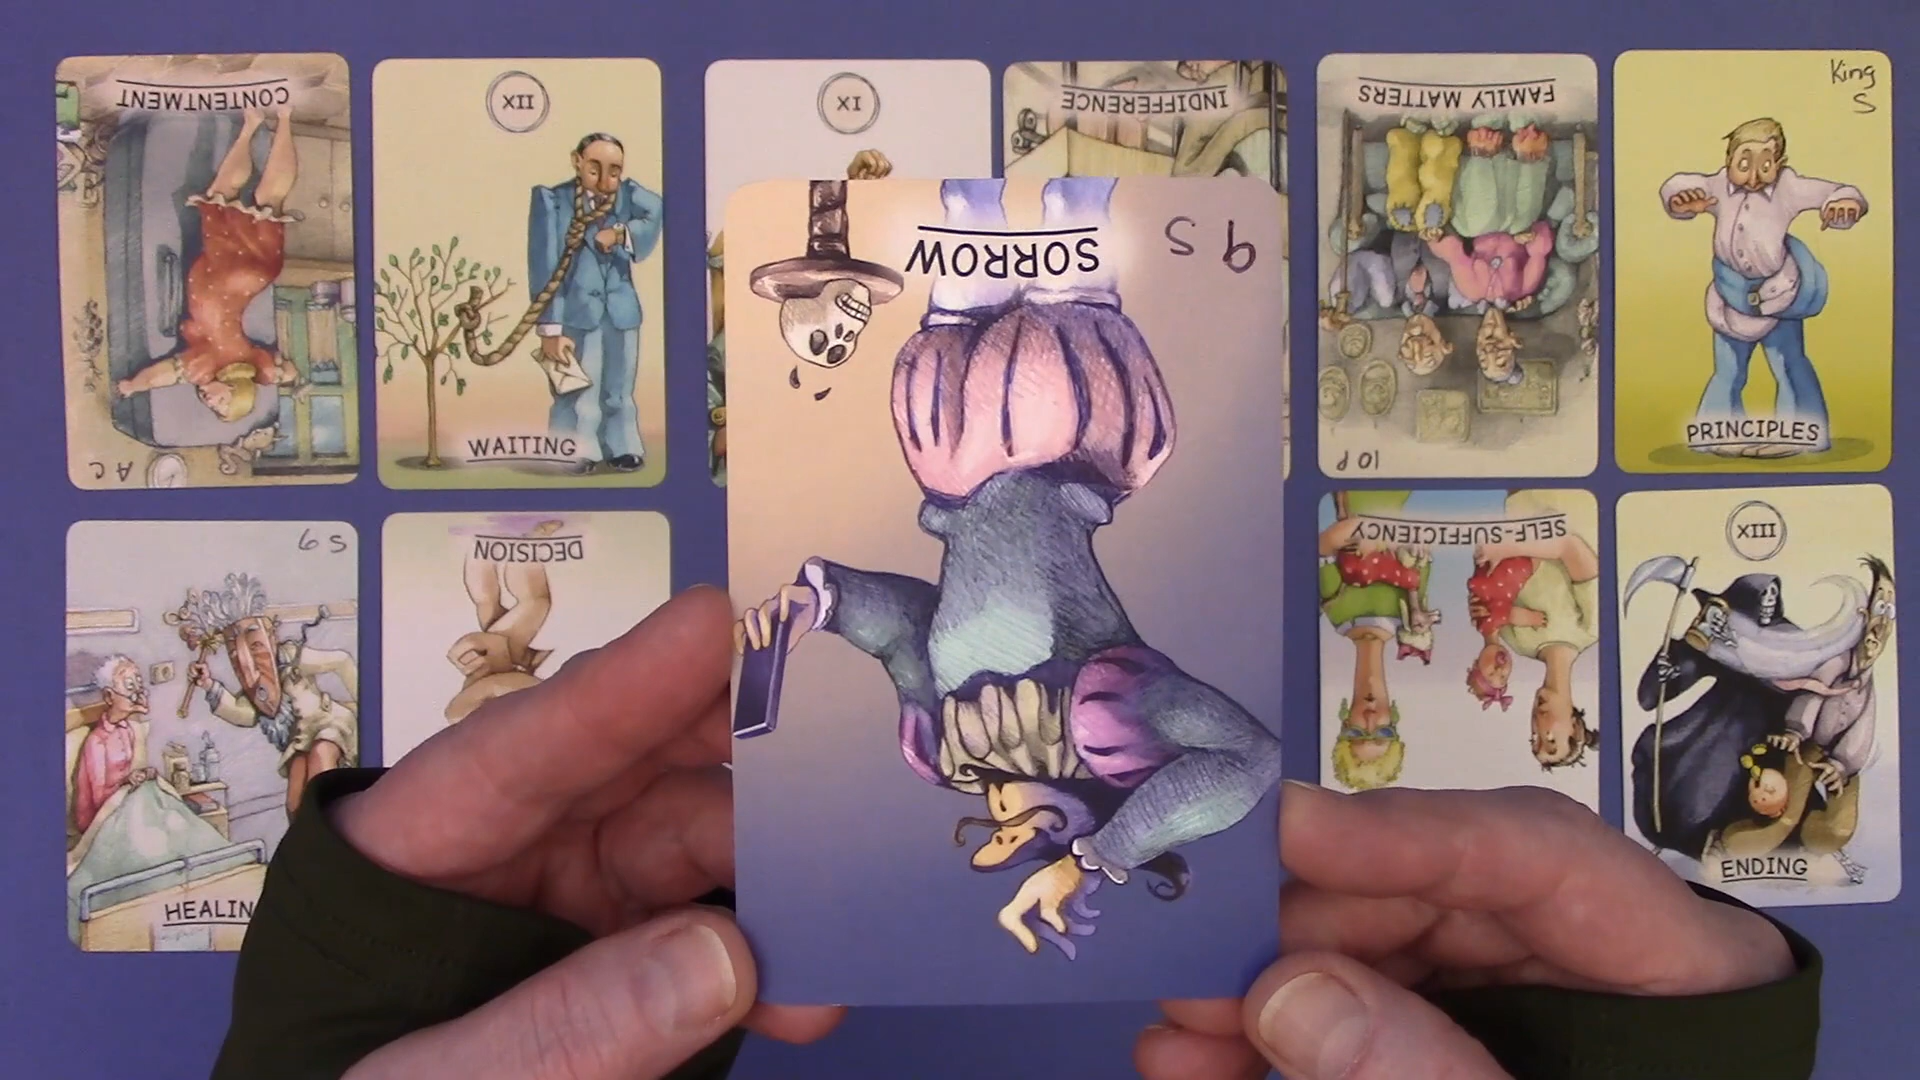 CONTENTMENT
A C
XII
WAITING
XI
INDIFFERENCE
FAMILY MATTERS
10 P
King
S
PRINCIPLES
SORROW
9 S
6 S
HEALIN
DECISION
SELF-SUFFICIENCY
XIII
ENDING